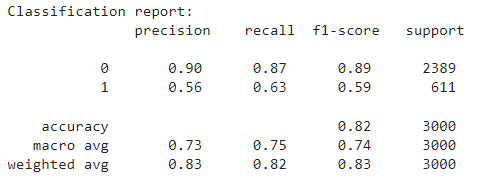 Classification report:
precision recall f1-score support
0 0.90 0.87 0.89 2389
1 0.56 0.63 0.59 611
accuracy 0.82 3000
macro avg 0.73 0.75 0.74 3000
weighted avg 0.83 0.82 0.83 3000